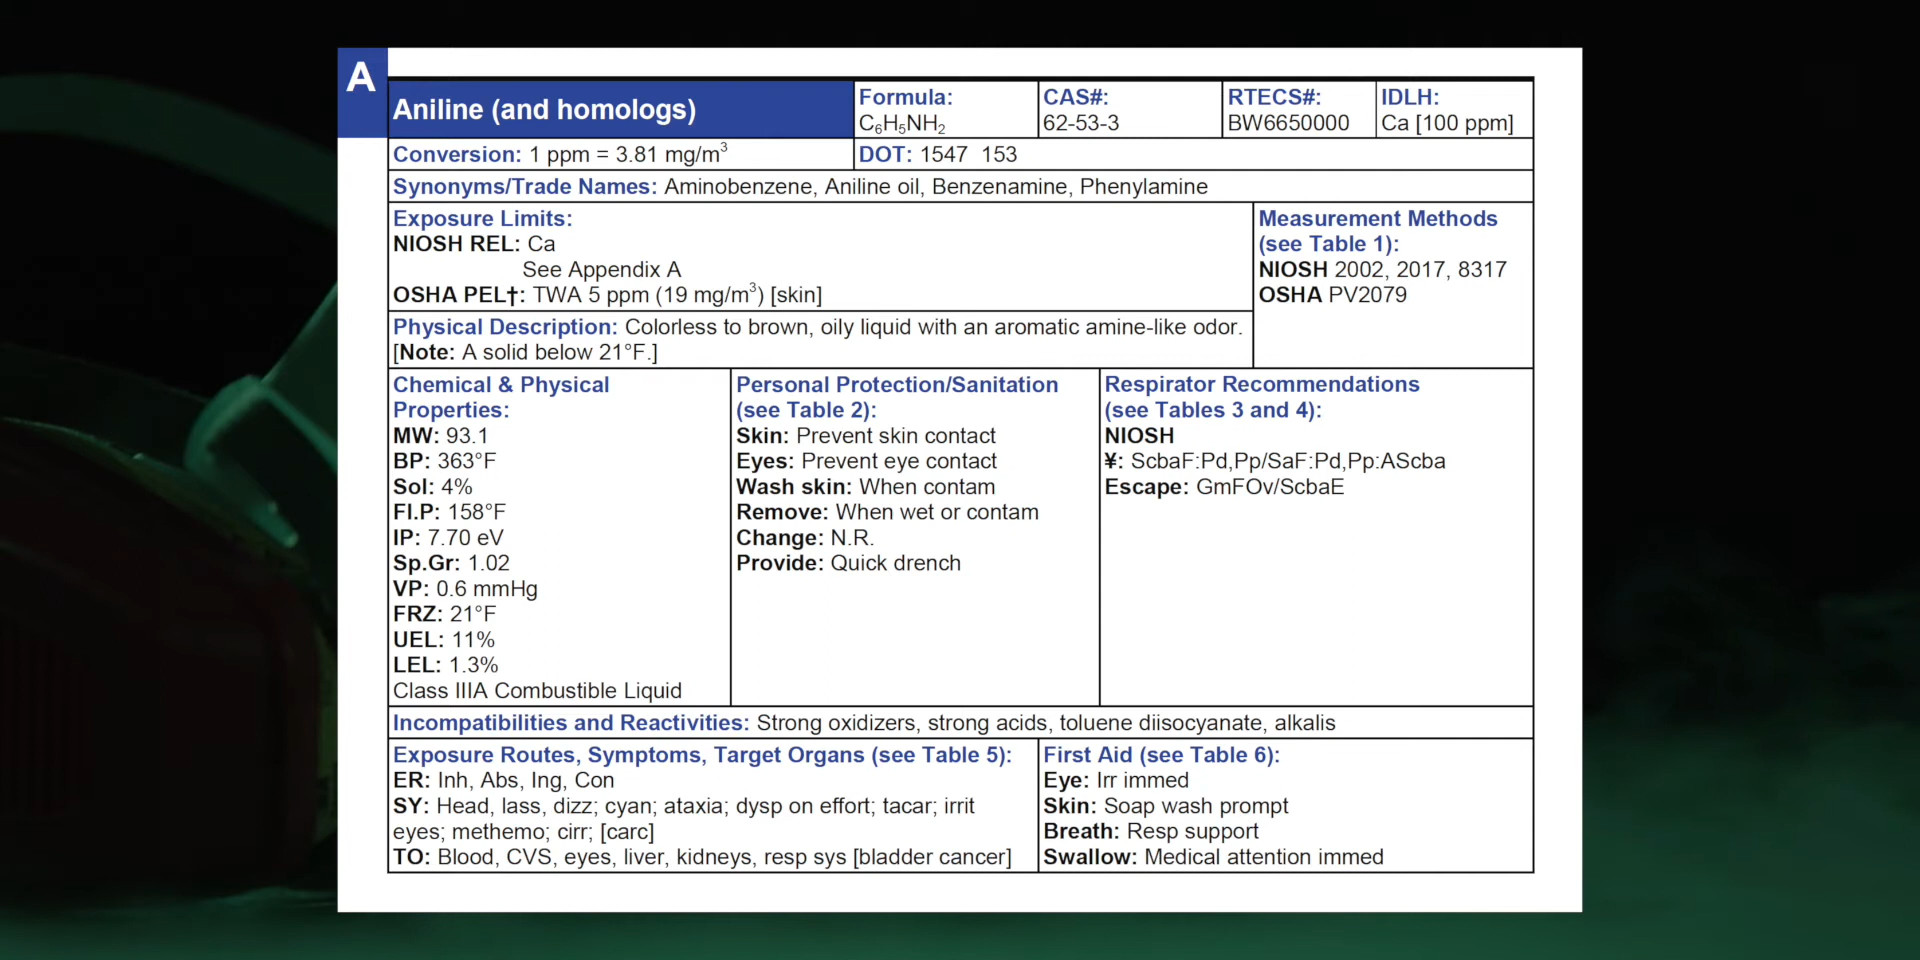 A
Aniline (and homologs)
Formula:
C₆H₅NH₂
CAS#:
62-53-3
RTECS#:
BW6650000
IDLH:
Ca [100 ppm]
Conversion: 1 ppm = 3.81 mg/m³
DOT: 1547 153
Synonyms/Trade Names: Aminobenzene, Aniline oil, Benzenamine, Phenylamine
Exposure Limits:
NIOSH REL: Ca
See Appendix A
OSHA PEL†: TWA 5 ppm (19 mg/m³) [skin]
Measurement Methods
(see Table 1):
NIOSH 2002, 2017, 8317
OSHA PV2079
Physical Description: Colorless to brown, oily liquid with an aromatic amine-like odor.
[Note: A solid below 21°F.]
Chemical & Physical
Properties:
MW: 93.1
BP: 363°F
Sol: 4%
Fl.P: 158°F
IP: 7.70 eV
Sp.Gr: 1.02
VP: 0.6 mmHg
FRZ: 21°F
UEL: 11%
LEL: 1.3%
Class IIIA Combustible Liquid
Personal Protection/Sanitation
(see Table 2):
Skin: Prevent skin contact
Eyes: Prevent eye contact
Wash skin: When contam
Remove: When wet or contam
Change: N.R.
Provide: Quick drench
Respirator Recommendations
(see Tables 3 and 4):
NIOSH
¥: ScbaF:Pd,Pp/SaF:Pd,Pp:AScba
Escape: GmFOv/ScbaE
Incompatibilities and Reactivities: Strong oxidizers, strong acids, toluene diisocyanate, alkalis
Exposure Routes, Symptoms, Target Organs (see Table 5):
ER: Inh, Abs, Ing, Con
SY: Head, lass, dizz; cyan; ataxia; dysp on effort; tacar; irrit
eyes; methemo; cirr; [carc]
TO: Blood, CVS, eyes, liver, kidneys, resp sys [bladder cancer]
First Aid (see Table 6):
Eye: Irr immed
Skin: Soap wash prompt
Breath: Resp support
Swallow: Medical attention immed